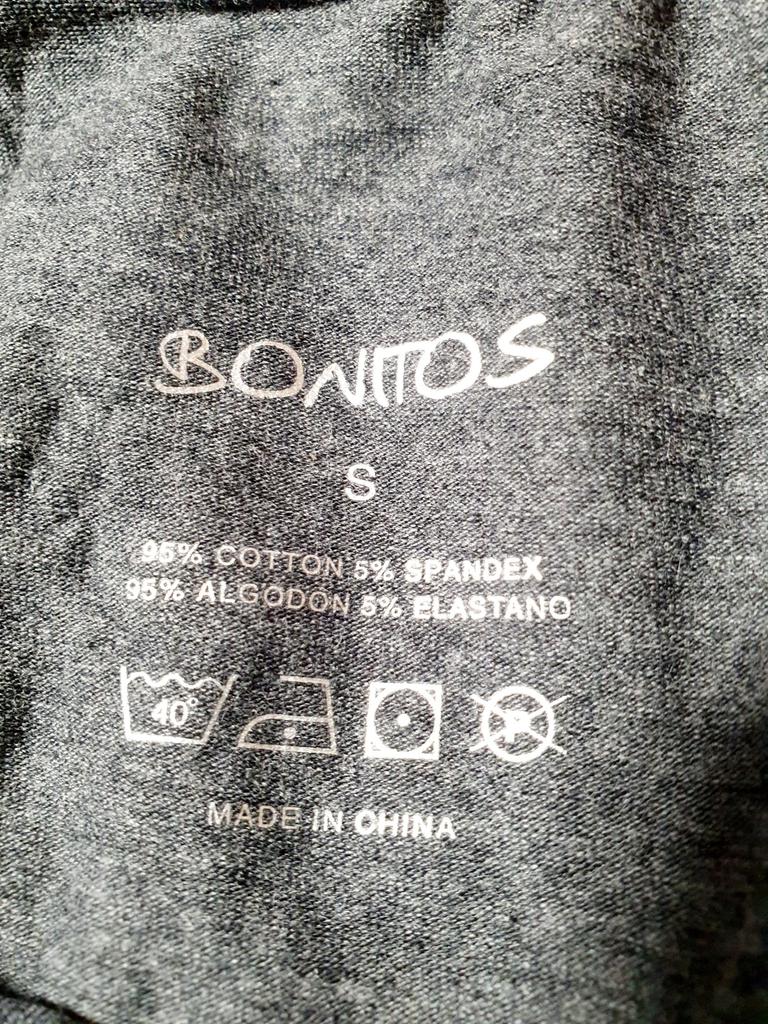 BONITOS
S
95% COTTON 5% SPANDEX
95% ALGODON 5% ELASTANO
40°
P
MADE IN CHINA